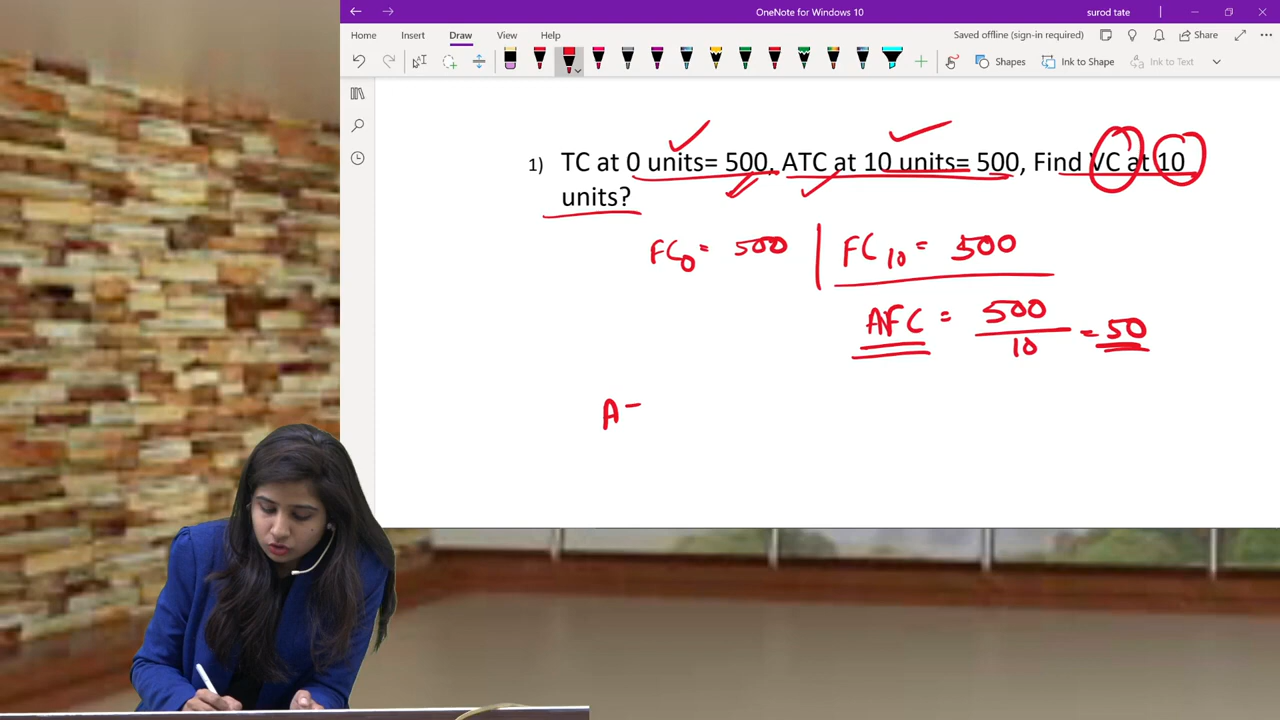 OneNote for Windows 10
surod tate
Home Insert Draw View Help
Saved offline (sign-in required)
Share
Shapes
Ink to Shape
Ink to Text
1) TC at 0 units= 500, ATC at 10 units= 500, Find VC at 10
units?
FC0 = 500 | FC10 = 500
AFC = 500/10 = 50
A